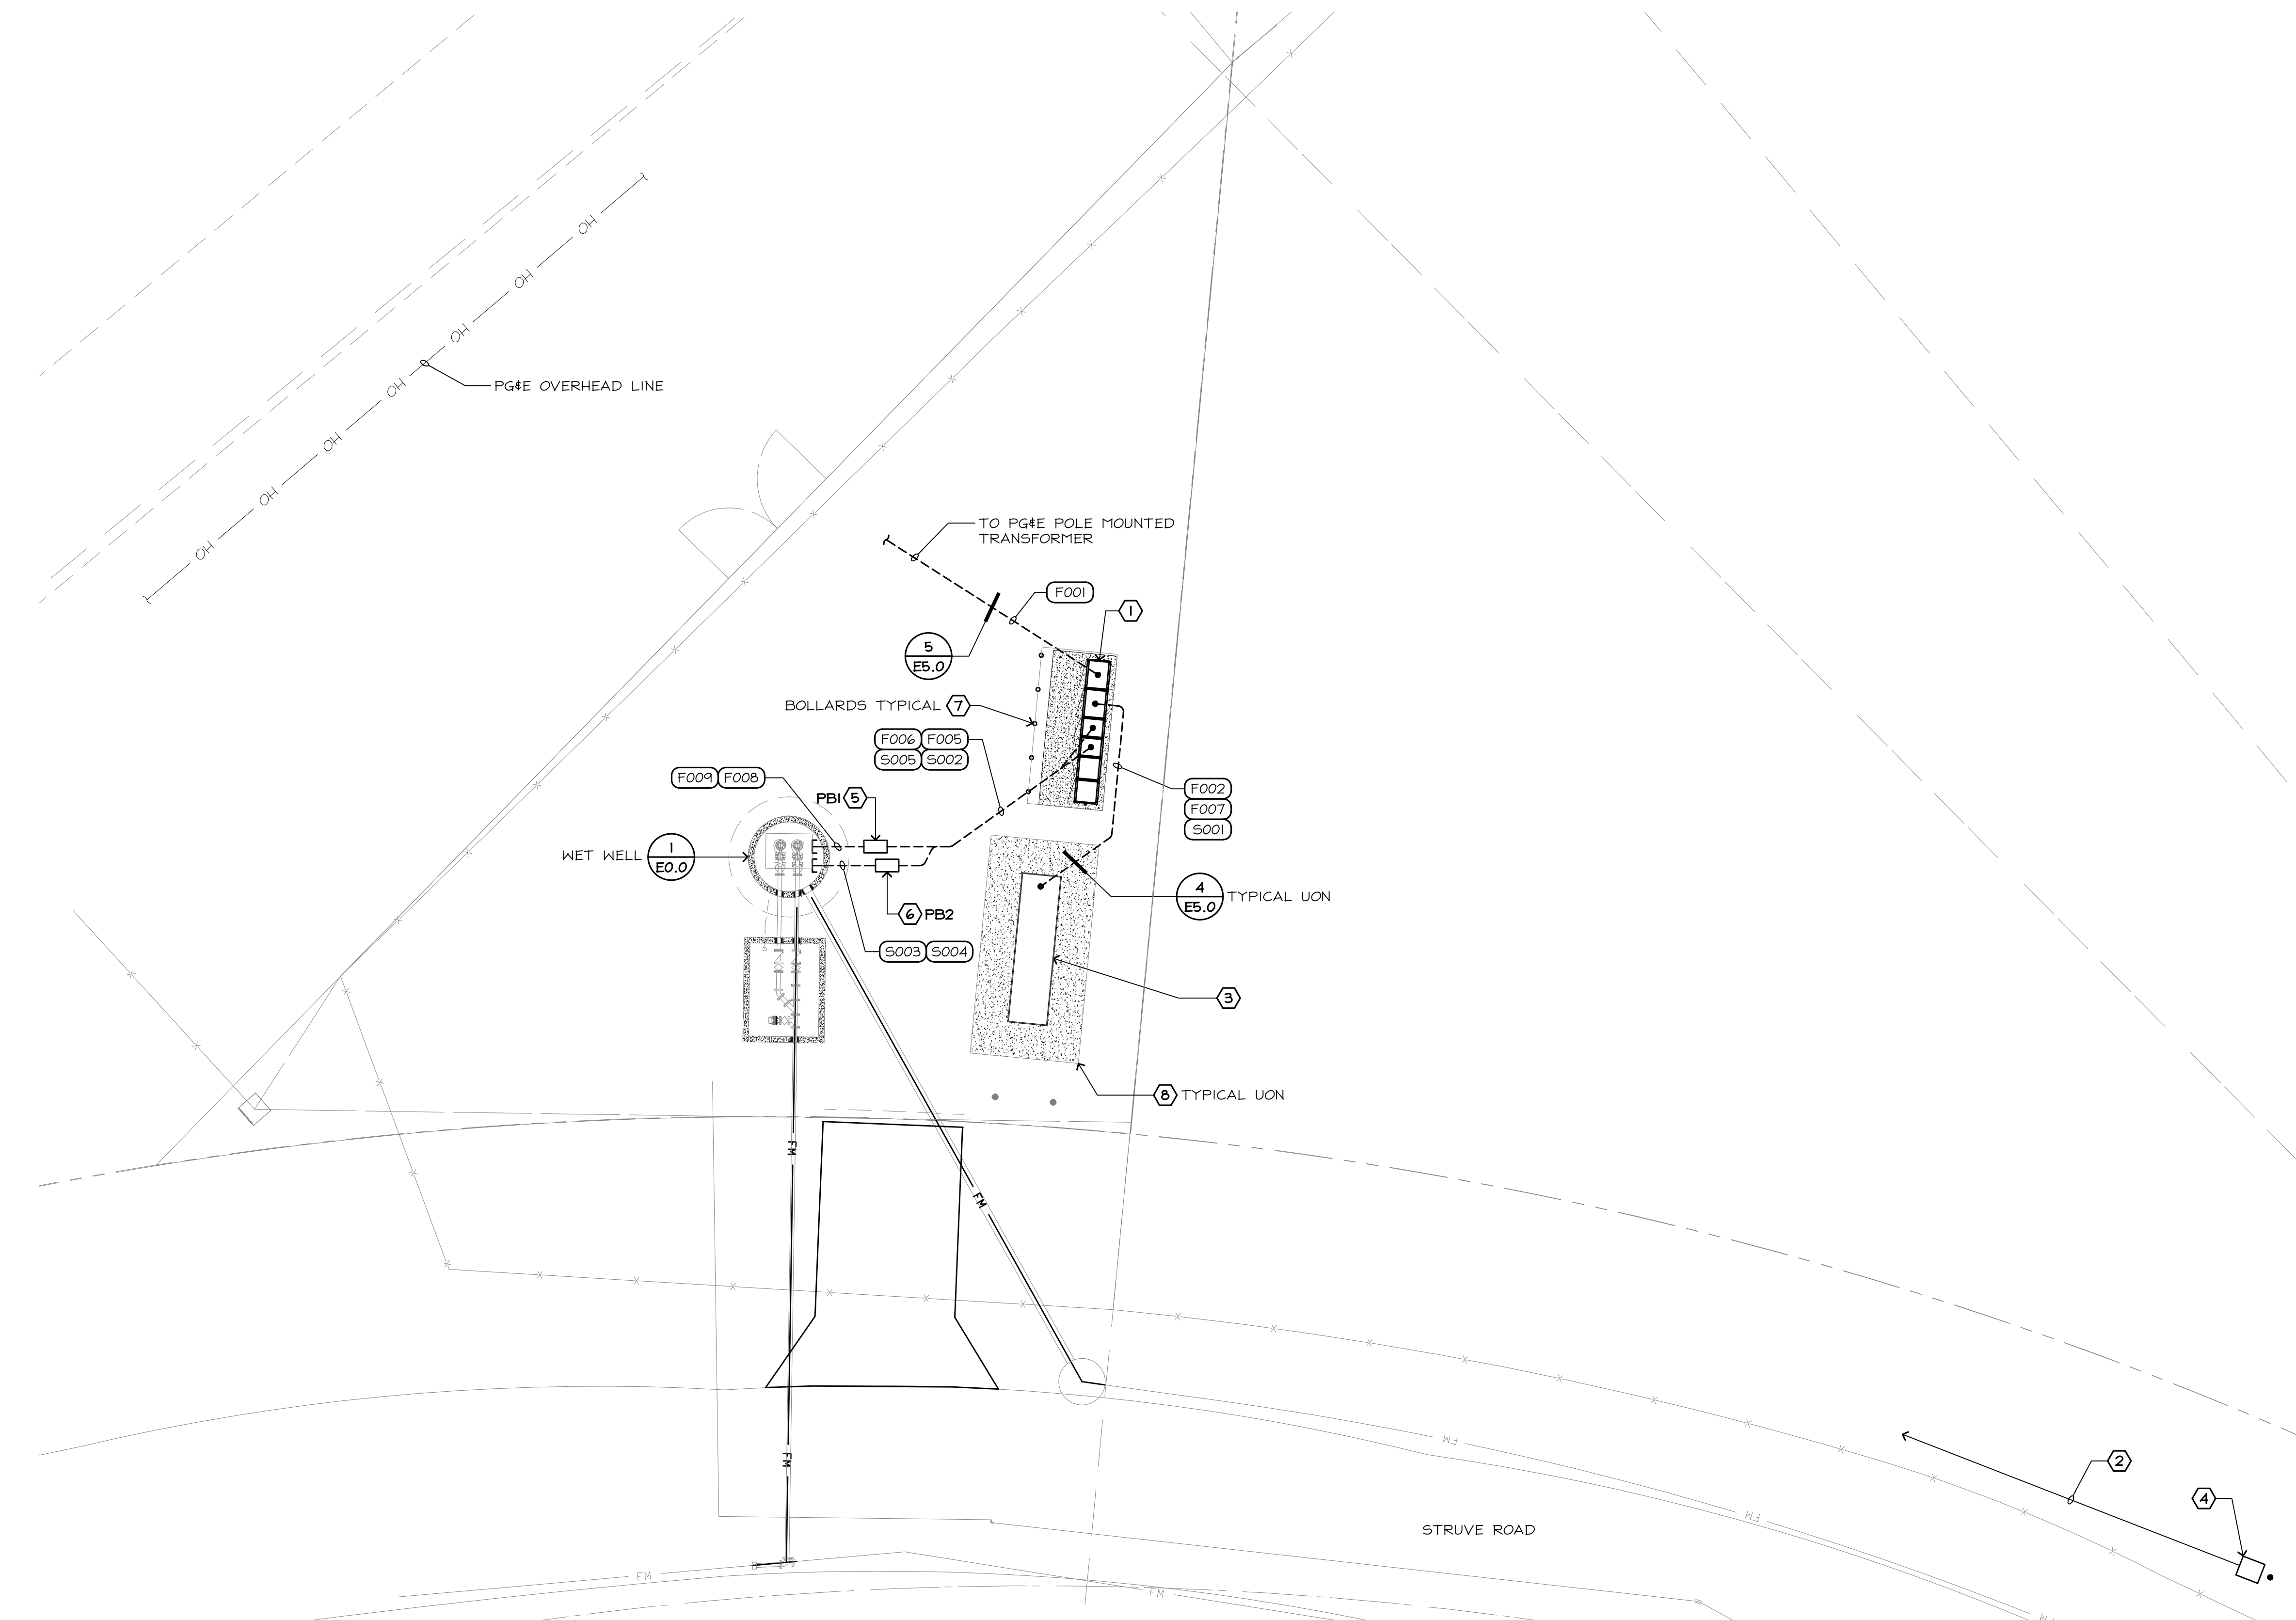 OH
OH
OH
OH
OH
OH
OH
PG&E OVERHEAD LINE
TO PG&E POLE MOUNTED
TRANSFORMER
F001
1
5
E5.0
BOLLARDS TYPICAL 7
F006 F005
S005 S002
F009 F008
PB1 5
F002
F007
S001
WET WELL 1
E0.0
4
E5.0
TYPICAL UON
6 PB2
S003 S004
3
8 TYPICAL UON
FM
FM
FM
FM
FM
2
4
STRUVE ROAD
FM
FM